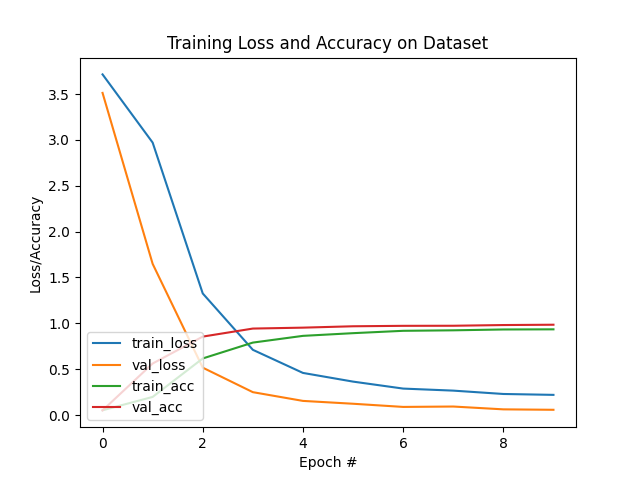 Training Loss and Accuracy on Dataset
Loss/Accuracy
3.5
3.0
2.5
2.0
1.5
1.0
0.5
0.0
train_loss
val_loss
train_acc
val_acc
0 2 4 6 8
Epoch #